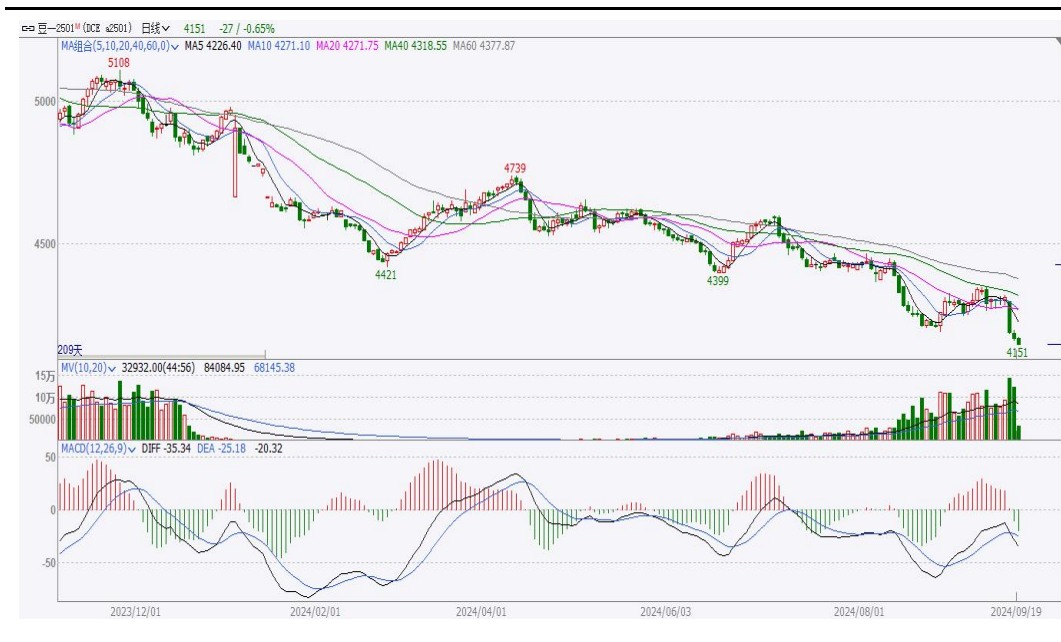 豆一2501M (DCE a2501) 日线 4151 -27 / -0.65%
MA组合(5,10,20,40,60,0) MA5 4226.40 MA10 4271.10 MA20 4271.75 MA40 4318.55 MA60 4377.87
5108
5000
4739
4500
4421
4399
4151
209天
MV(10,20) 32932.00(44:56) 84084.95 68145.38
15万
10万
50000
MACD(12,26,9) DIFF -35.34 DEA -25.18 -20.32
50
0
-50
2023/12/01 2024/02/01 2024/04/01 2024/06/03 2024/08/01 2024/09/19